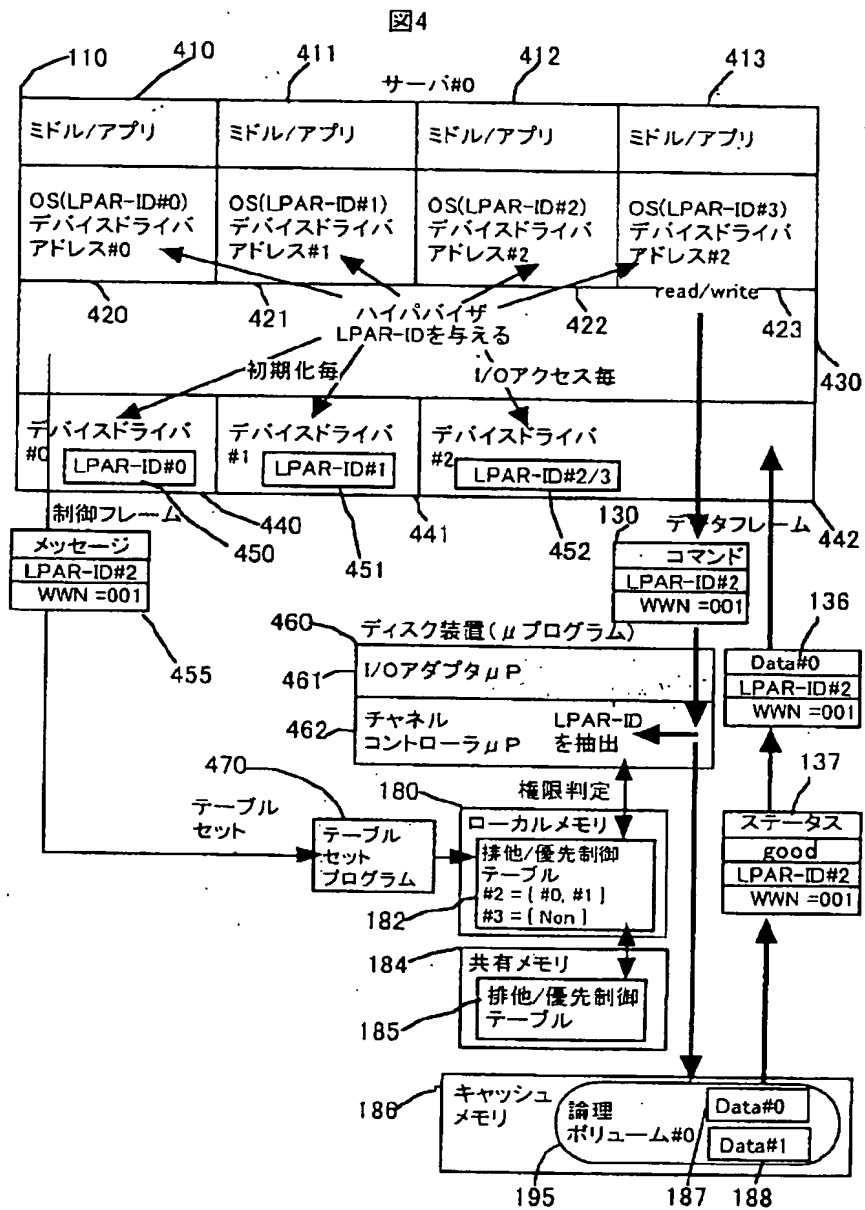 図4
110
410
411
412
413
サーバ#0
ミドル/アプリ
ミドル/アプリ
ミドル/アプリ
ミドル/アプリ
OS(LPAR-ID#0)
デバイスドライバ
アドレス#0
OS(LPAR-ID#1)
デバイスドライバ
アドレス#1
OS(LPAR-ID#2)
デバイスドライバ
アドレス#2
OS(LPAR-ID#3)
デバイスドライバ
アドレス#2
read/write
420
421
422
423
ハイパバイザ
LPAR-IDを与える
430
初期化毎
I/Oアクセス毎
デバイスドライバ
#0
LPAR-ID#0
デバイスドライバ
#1
LPAR-ID#1
デバイスドライバ
#2
LPAR-ID#2/3
制御フレーム
440
450
441
451
452
130
データフレーム
442
メッセージ
LPAR-ID#2
WWN=001
455
コマンド
LPAR-ID#2
WWN=001
136
460
ディスク装置(μプログラム)
461
I/OアダプタμP
462
チャネル
コントローラμP
LPAR-ID
を抽出
Data#0
LPAR-ID#2
WWN=001
137
470
180
権限判定
テーブル
セット
テーブル
セット
プログラム
ローカルメモリ
排他/優先制御
テーブル
#2={#0, #1}
#3={Non}
182
ステータス
good
LPAR-ID#2
WWN=001
184
共有メモリ
排他/優先制御
テーブル
185
186
キャッシュ
メモリ
論理
ボリューム#0
Data#0
Data#1
195
187
188